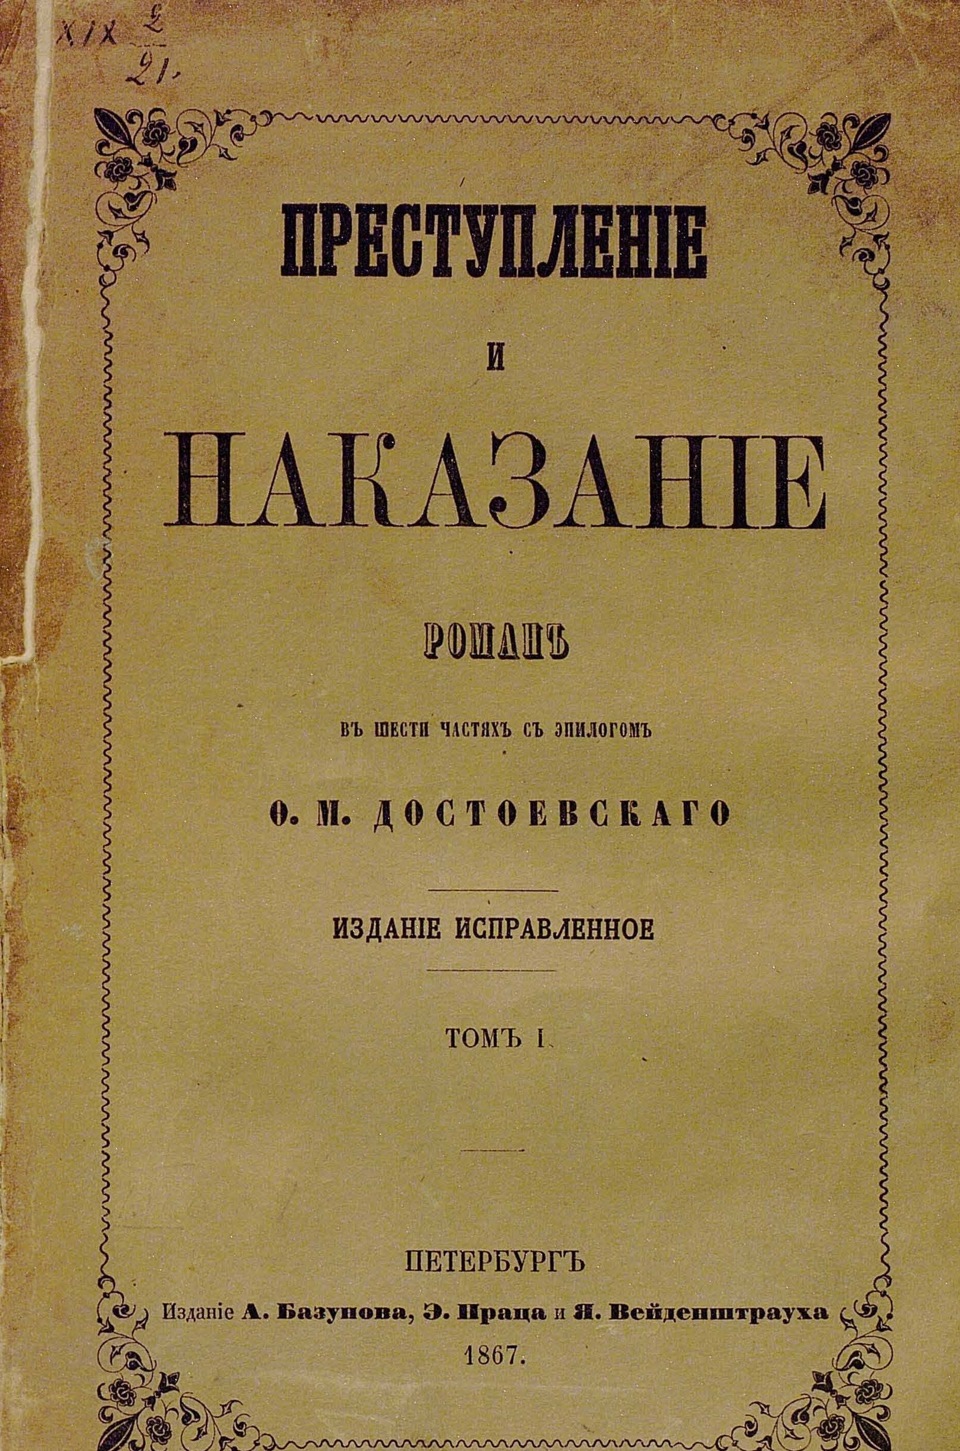 XIX 2
21.
ПРЕСТУПЛЕНІЕ
И
НАКАЗАНІЕ
РОМАНЪ
ВЪ ШЕСТИ ЧАСТЯХЪ СЪ ЭПИЛОГОМЪ
Ѳ. М. ДОСТОЕВСКАГО
ИЗДАНІЕ ИСПРАВЛЕННОЕ
ТОМЪ I.
ПЕТЕРБУРГЪ
Изданіе А. Базунова, Э. Праца и Я. Вейденштрауха
1867.